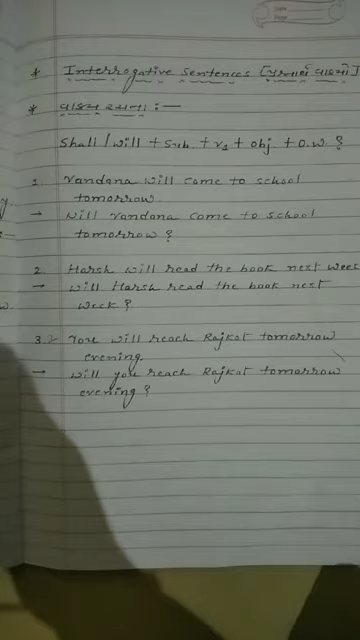 * Interrogative sentences [પ્રશ્નાર્થ વાક્યો]
* વાક્ય રચના :—
Shall / will + sub + v1 + obj + o.w. ?
1. Vandana will come to school
tomorrow.
→ Will Vandana come to school
tomorrow ?
2. Harsh will read the book next week
→ will Harsh read the book next
week ?
3. You will reach Rajkot tomorrow
evening.
→ will you reach Rajkot tomorrow
evening ?